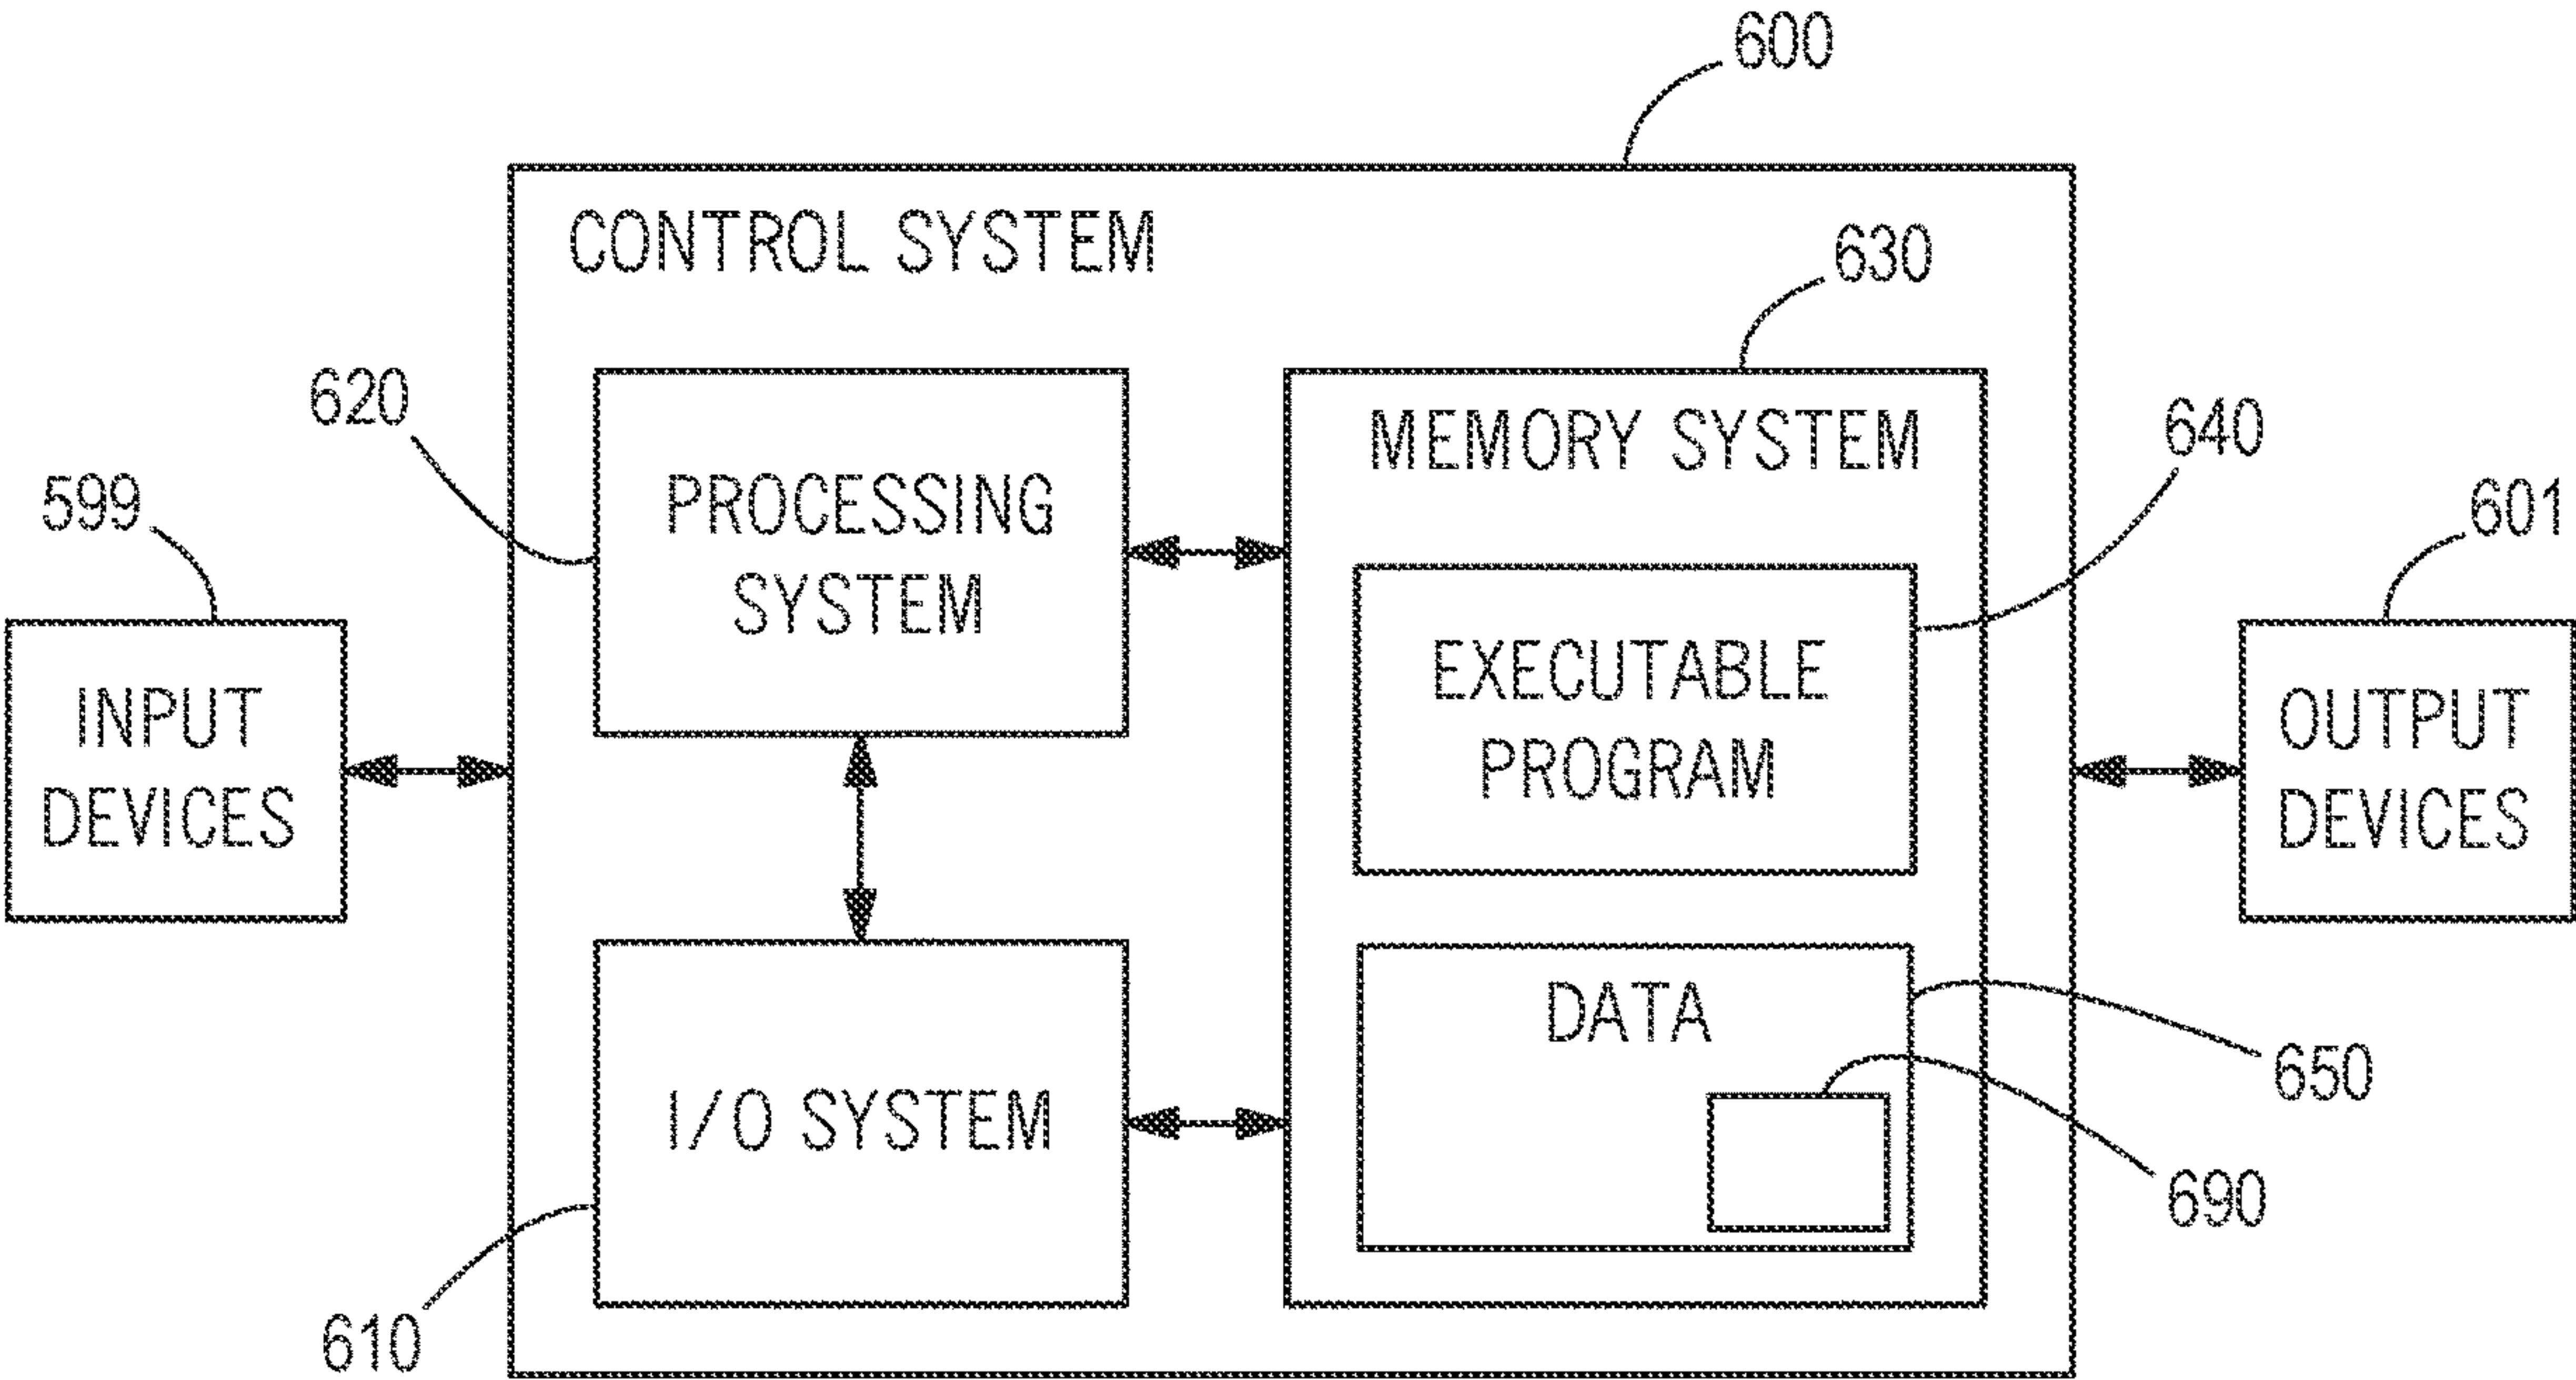 600
CONTROL SYSTEM
630
620
MEMORY SYSTEM
640
PROCESSING
SYSTEM
599
601
EXECUTABLE
PROGRAM
INPUT
DEVICES
OUTPUT
DEVICES
DATA
650
I/O SYSTEM
690
610